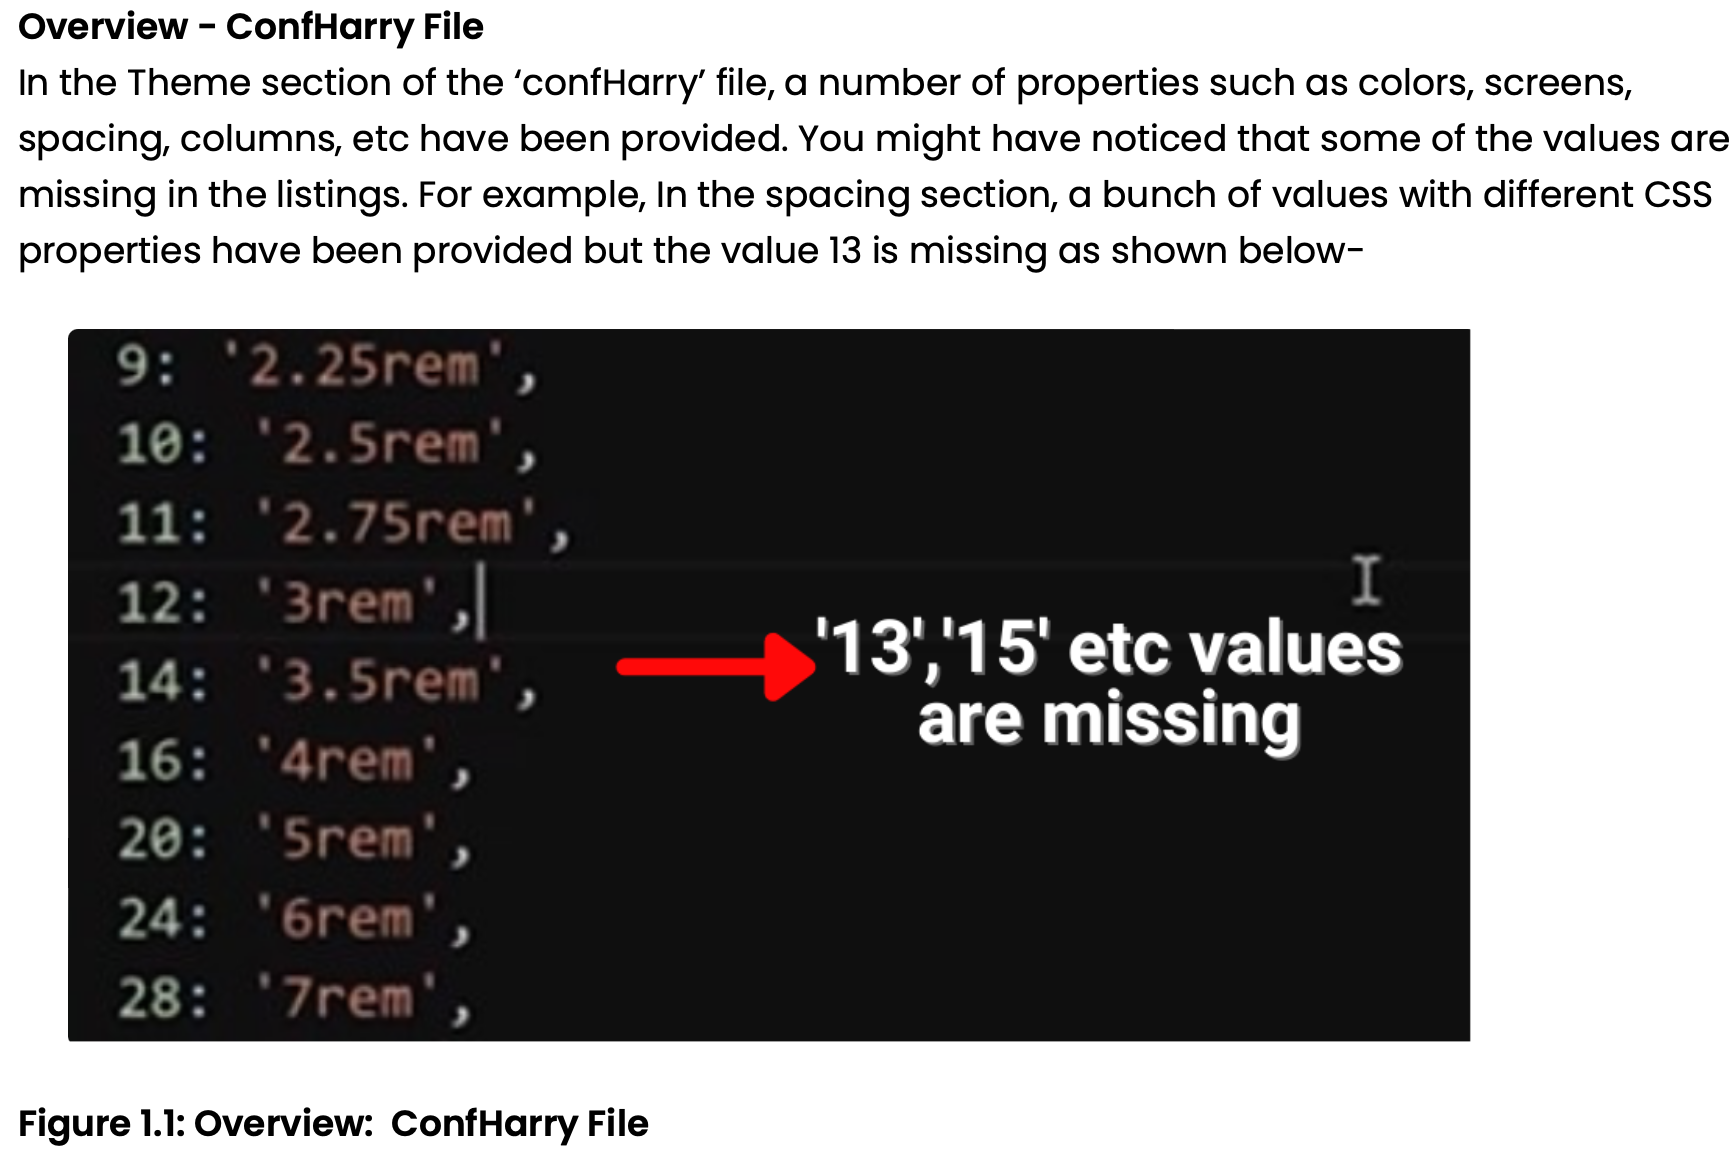 Overview - ConfHarry File
In the Theme section of the ‘confHarry’ file, a number of properties such as colors, screens,
spacing, columns, etc have been provided. You might have noticed that some of the values are
missing in the listings. For example, In the spacing section, a bunch of values with different CSS
properties have been provided but the value 13 is missing as shown below-
9: '2.25rem',
10: '2.5rem',
11: '2.75rem',
12: '3rem',
14: '3.5rem',
16: '4rem',
20: '5rem',
24: '6rem',
28: '7rem',
'13','15' etc values
are missing
Figure 1.1: Overview:  ConfHarry File